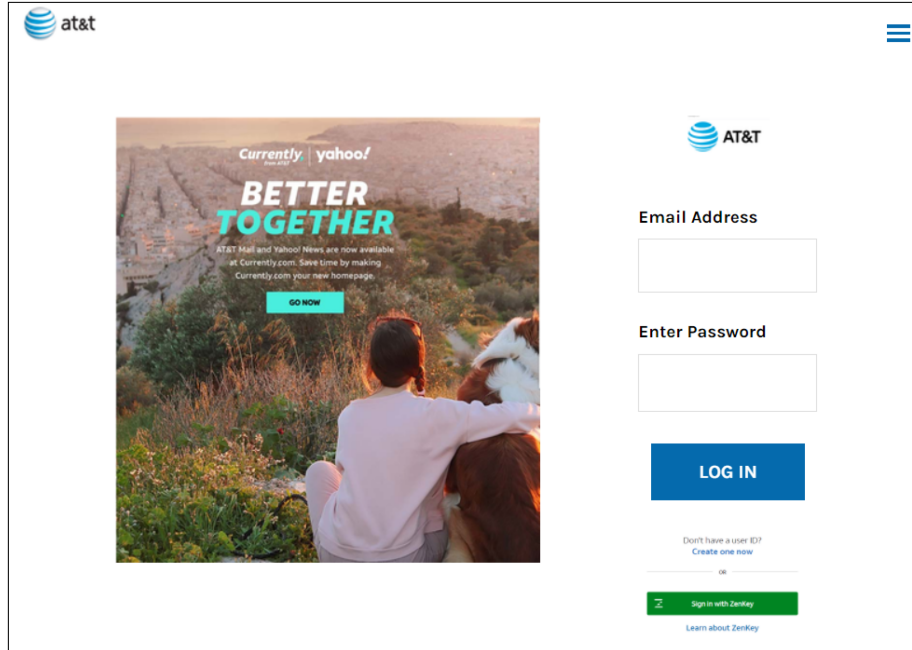 at&t
Currently, | yahoo!
from AT&T
BETTER
TOGETHER
AT&T Mail and Yahoo! News are now available
at Currently.com. Save time by making
Currently.com your new homepage.
GO NOW
AT&T
Email Address
Enter Password
LOG IN
Don't have a user ID?
Create one now
OR
Sign in with ZenKey
Learn about ZenKey